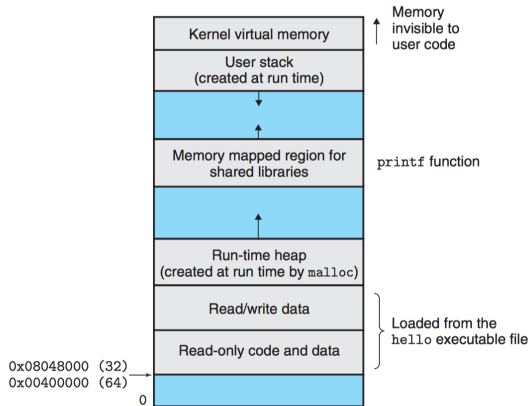 Memory
invisible to
user code
Kernel virtual memory
User stack
(created at run time)
Memory mapped region for
shared libraries
printf function
Run-time heap
(created at run time by malloc)
Read/write data
Loaded from the
hello executable file
Read-only code and data
0x08048000 (32)
0x00400000 (64)
0